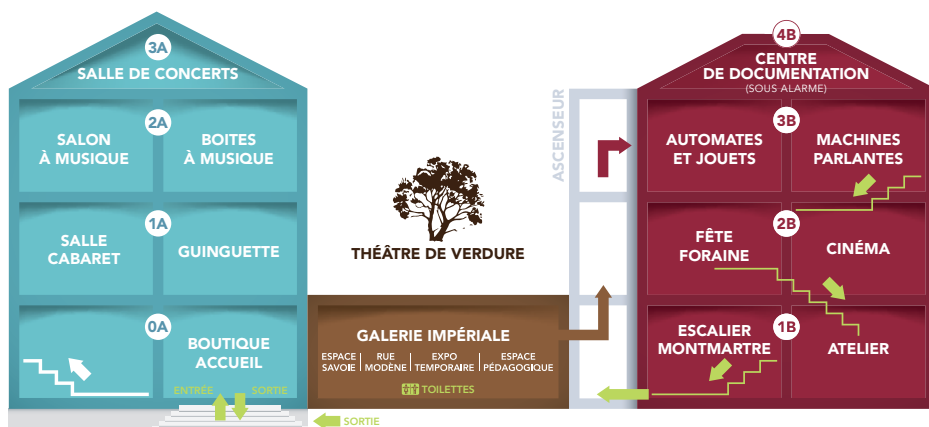 3A
SALLE DE CONCERTS
2A
SALON
À MUSIQUE
BOITES
À MUSIQUE
1A
SALLE
CABARET
GUINGUETTE
0A
BOUTIQUE
ACCUEIL
ENTRÉE
SORTIE
SORTIE
THÉÂTRE DE VERDURE
GALERIE IMPÉRIALE
ESPACE
SAVOIE
RUE
MODÈNE
EXPO
TEMPORAIRE
ESPACE
PÉDAGOGIQUE
TOILETTES
ASCENSEUR
4B
CENTRE
DE DOCUMENTATION
(SOUS ALARME)
3B
AUTOMATES
ET JOUETS
MACHINES
PARLANTES
2B
FÊTE
FORAINE
CINÉMA
1B
ESCALIER
MONTMARTRE
ATELIER